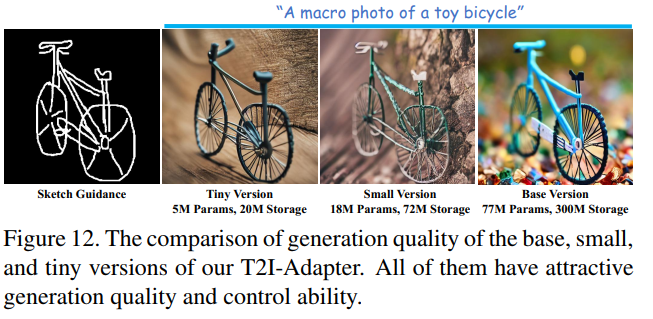 “A macro photo of a toy bicycle”
Sketch Guidance
Tiny Version
5M Params, 20M Storage
Small Version
18M Params, 72M Storage
Base Version
77M Params, 300M Storage
Figure 12. The comparison of generation quality of the base, small,
and tiny versions of our T2I-Adapter. All of them have attractive
generation quality and control ability.